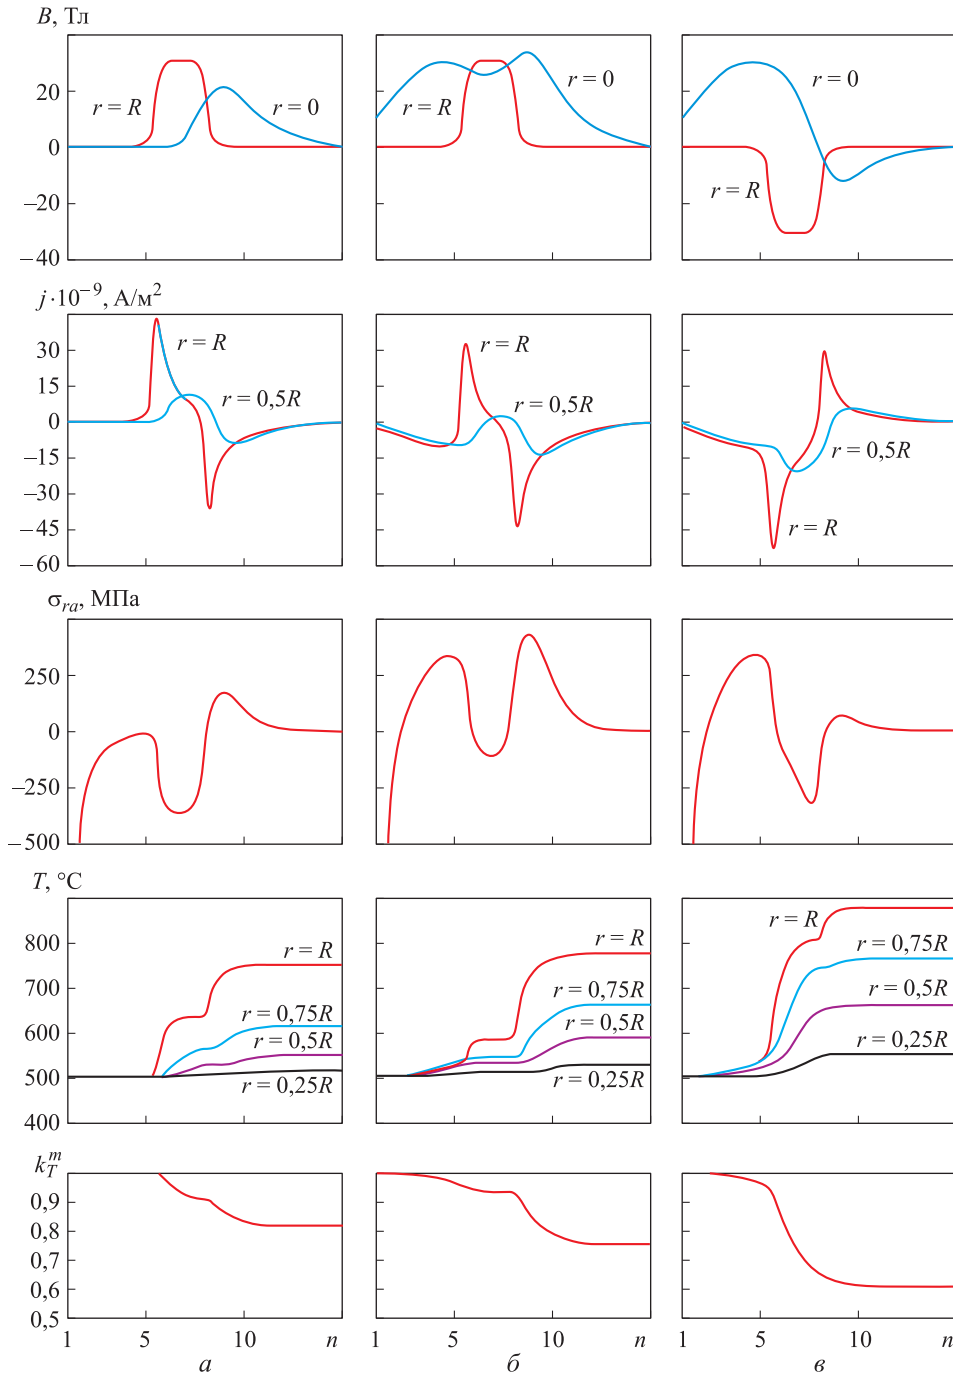 B, Тл
20
0
−20
−40
r = R
r = 0
r = R
r = 0
r = 0
r = R
j·10⁻⁹, А/м²
30
15
0
−15
−30
−45
−60
r = R
r = 0,5R
r = R
r = 0,5R
r = 0,5R
r = R
σ_ra, МПа
250
0
−250
−500
T, °C
800
700
600
500
400
r = R
r = 0,75R
r = 0,5R
r = 0,25R
r = R
r = 0,75R
r = 0,5R
r = 0,25R
r = R
r = 0,75R
r = 0,5R
r = 0,25R
k_T^m
0,9
0,8
0,7
0,6
0,5
1 5 10 n
1 5 10 n
1 5 10 n
а б в